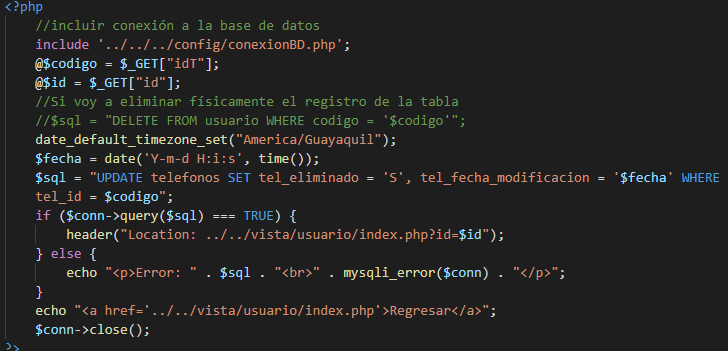 <?php
//incluir conexión a la base de datos
include '../../../config/conexionBD.php';
@$codigo = $_GET["idT"];
@$id = $_GET["id"];
//Si voy a eliminar físicamente el registro de la tabla
//$sql = "DELETE FROM usuario WHERE codigo = '$codigo'";
date_default_timezone_set("America/Guayaquil");
$fecha = date('Y-m-d H:i:s', time());
$sql = "UPDATE telefonos SET tel_eliminado = 'S', tel_fecha_modificacion = '$fecha' WHERE
tel_id = $codigo";
if ($conn->query($sql) === TRUE) {
header("Location: ../../vista/usuario/index.php?id=$id");
} else {
echo "<p>Error: " . $sql . "<br>" . mysqli_error($conn) . "</p>";
}
echo "<a href='../../vista/usuario/index.php'>Regresar</a>";
$conn->close();
?>